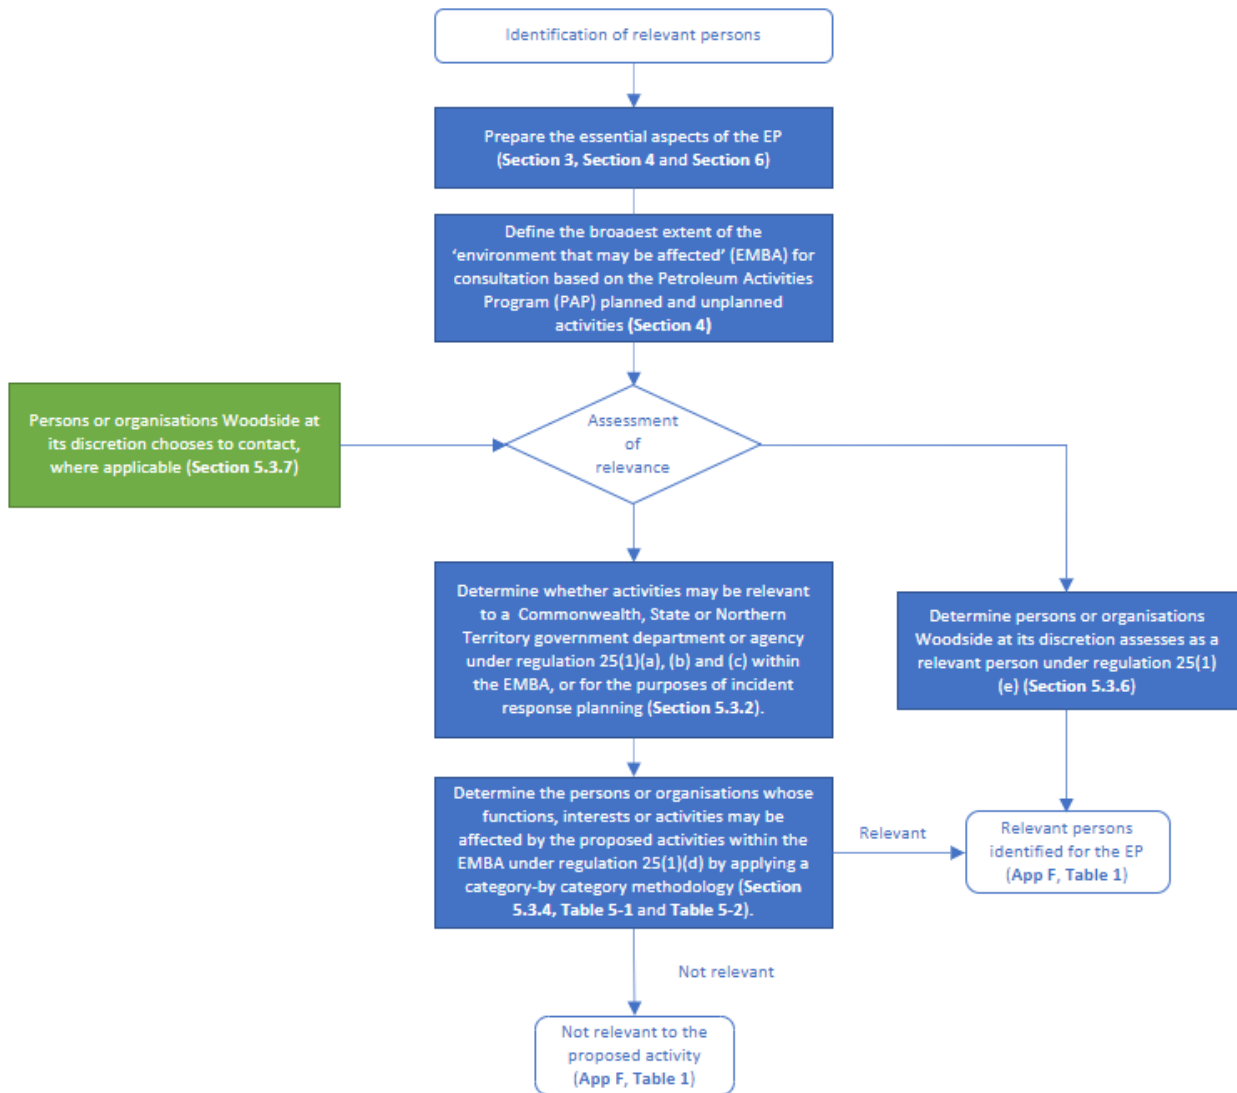 Identification of relevant persons
Prepare the essential aspects of the EP
(Section 3, Section 4 and Section 6)
Define the broadest extent of the
‘environment that may be affected’ (EMBA) for
consultation based on the Petroleum Activities
Program (PAP) planned and unplanned
activities (Section 4)
Persons or organisations Woodside at
its discretion chooses to contact,
where applicable (Section 5.3.7)
Assessment
of
relevance
Determine whether activities may be relevant
to a Commonwealth, State or Northern
Territory government department or agency
under regulation 25(1)(a), (b) and (c) within
the EMBA, or for the purposes of incident
response planning (Section 5.3.2).
Determine persons or organisations
Woodside at its discretion assesses as a
relevant person under regulation 25(1)
(e) (Section 5.3.6)
Determine the persons or organisations whose
functions, interests or activities may be
affected by the proposed activities within the
EMBA under regulation 25(1)(d) by applying a
category-by category methodology (Section
5.3.4, Table 5-1 and Table 5-2).
Relevant
Relevant persons
identified for the EP
(App F, Table 1)
Not relevant
Not relevant to the
proposed activity
(App F, Table 1)